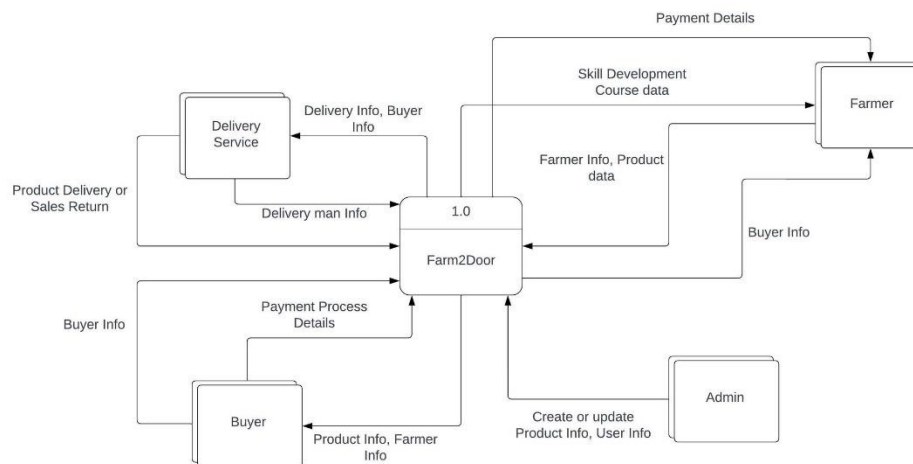 Payment Details
Skill Development
Course data
Farmer
Delivery
Service
Delivery Info, Buyer
Info
Farmer Info, Product
data
Product Delivery or
Sales Return
Delivery man Info
1.0
Farm2Door
Buyer Info
Buyer Info
Payment Process
Details
Admin
Buyer
Product Info, Farmer
Info
Create or update
Product Info, User Info